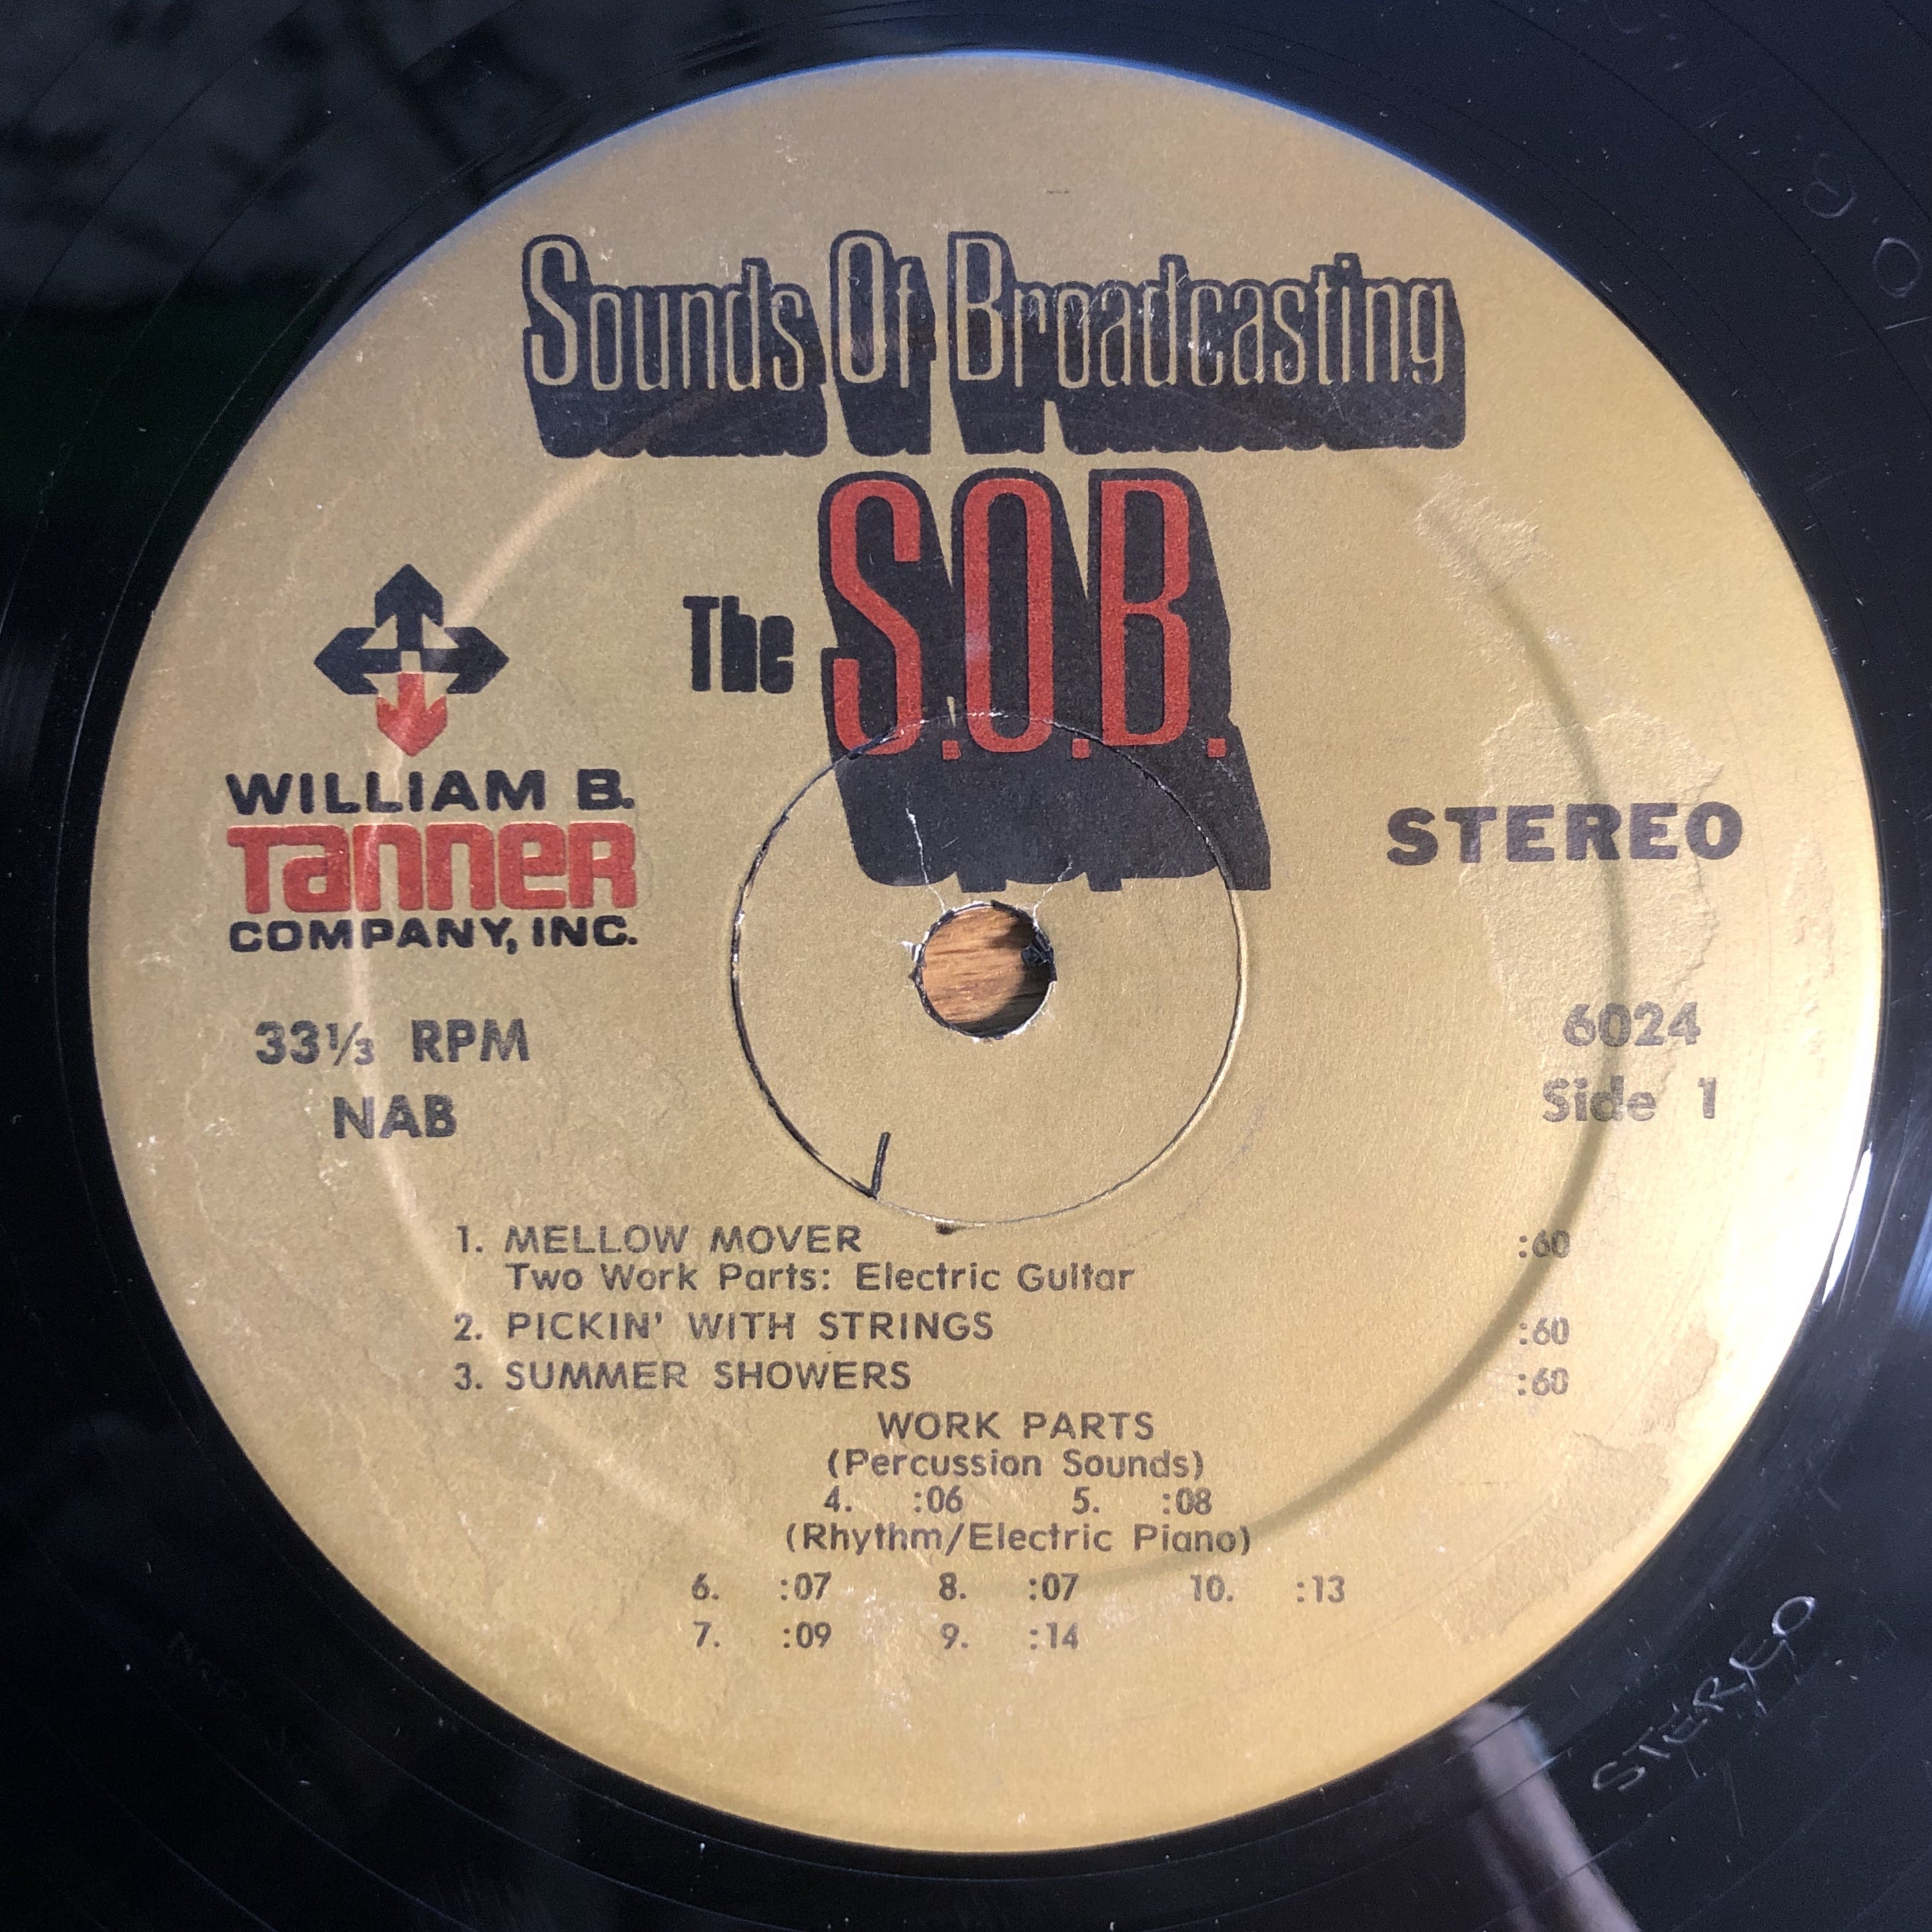 Sounds Of Broadcasting
The S.O.B.
WILLIAM B.
TANNER
COMPANY, INC.
STEREO
33⅓ RPM
NAB
6024
Side 1
1. MELLOW MOVER :60
Two Work Parts: Electric Guitar
2. PICKIN' WITH STRINGS :60
3. SUMMER SHOWERS :60
WORK PARTS
(Percussion Sounds)
4. :06 5. :08
(Rhythm/Electric Piano)
6. :07 8. :07 10. :13
7. :09 9. :14
STEREO